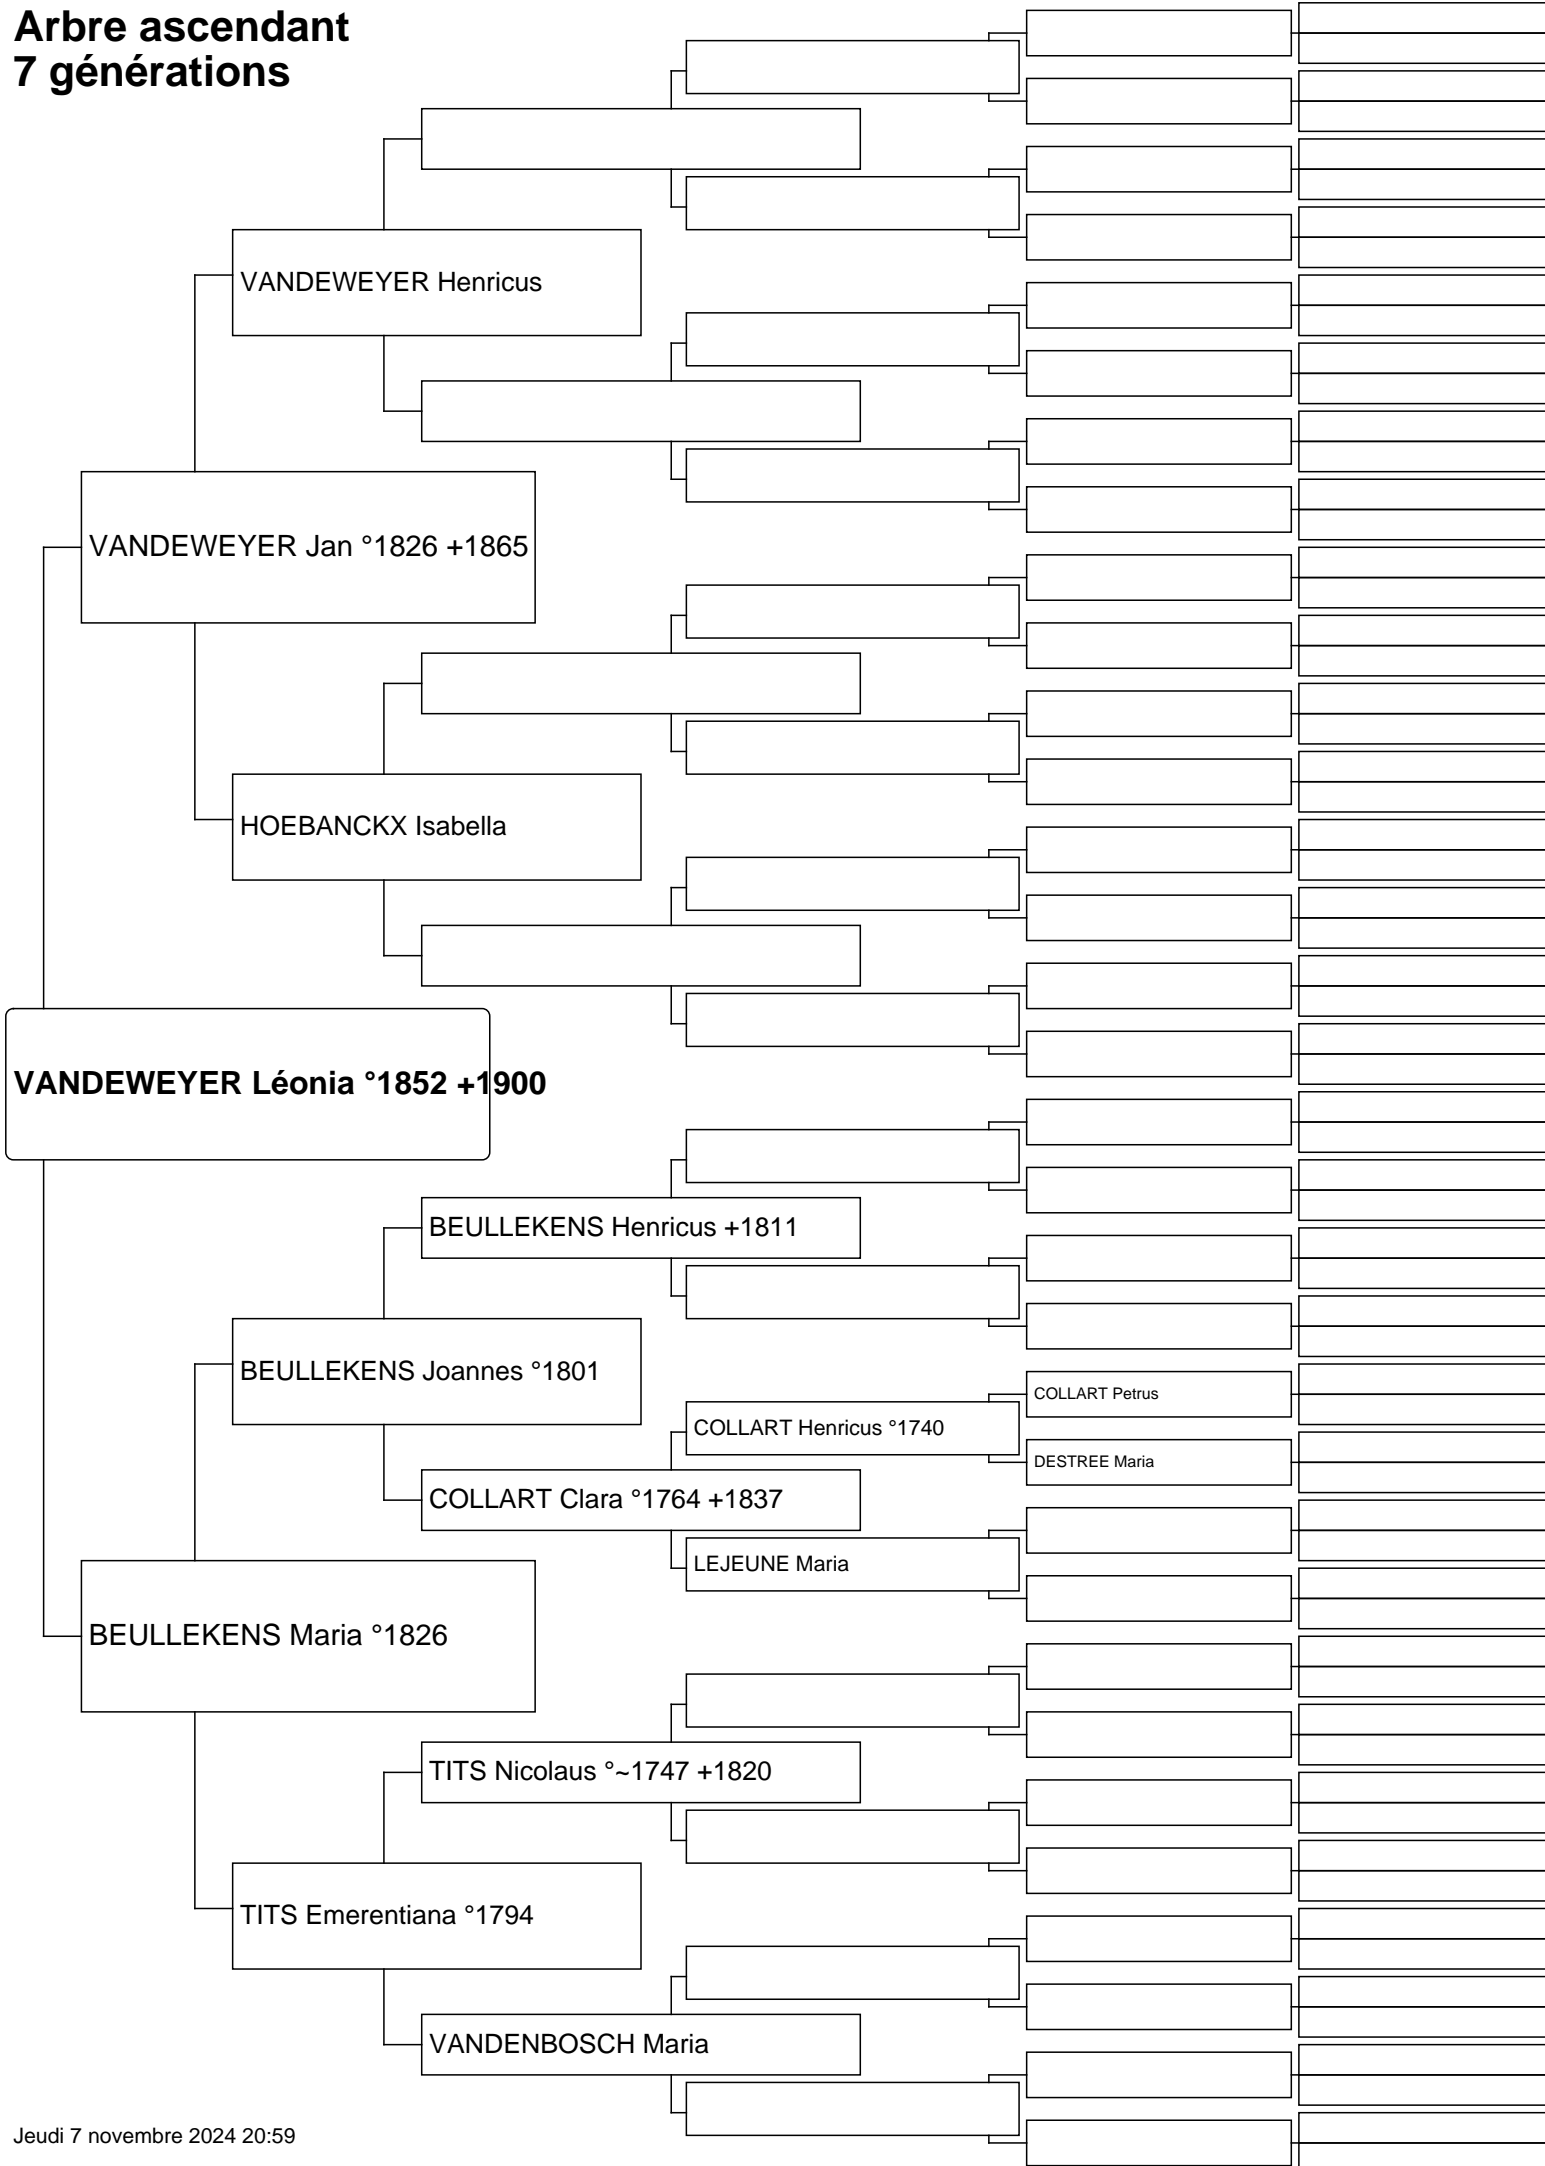 Arbre ascendant
7 générations
VANDEWEYER Henricus
VANDEWEYER Jan °1826 +1865
HOEBANCKX Isabella
VANDEWEYER Léonia °1852 +1900
BEULLEKENS Henricus +1811
BEULLEKENS Joannes °1801
COLLART Petrus
COLLART Henricus °1740
DESTREE Maria
COLLART Clara °1764 +1837
LEJEUNE Maria
BEULLEKENS Maria °1826
TITS Nicolaus °~1747 +1820
TITS Emerentiana °1794
VANDENBOSCH Maria
Jeudi 7 novembre 2024 20:59